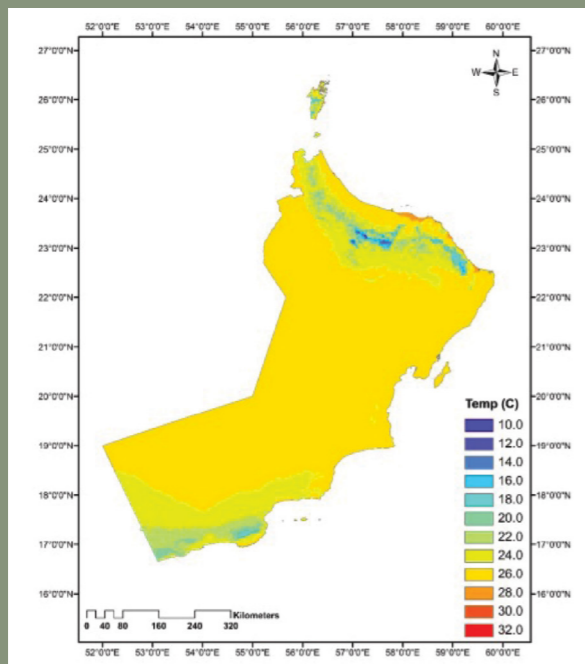 52°0'0"E 53°0'0"E 54°0'0"E 55°0'0"E 56°0'0"E 57°0'0"E 58°0'0"E 59°0'0"E 60°0'0"E
27°0'0"N 27°0'0"N
N
W E
S
26°0'0"N 26°0'0"N
25°0'0"N 25°0'0"N
24°0'0"N 24°0'0"N
23°0'0"N 23°0'0"N
22°0'0"N 22°0'0"N
21°0'0"N 21°0'0"N
20°0'0"N 20°0'0"N
19°0'0"N 19°0'0"N
18°0'0"N 18°0'0"N
17°0'0"N 17°0'0"N
16°0'0"N 16°0'0"N
Temp (C)
10.0
12.0
14.0
16.0
18.0
20.0
22.0
24.0
26.0
28.0
30.0
32.0
Kilometers
0 40 80 160 240 320
52°0'0"E 53°0'0"E 54°0'0"E 55°0'0"E 56°0'0"E 57°0'0"E 58°0'0"E 59°0'0"E 60°0'0"E